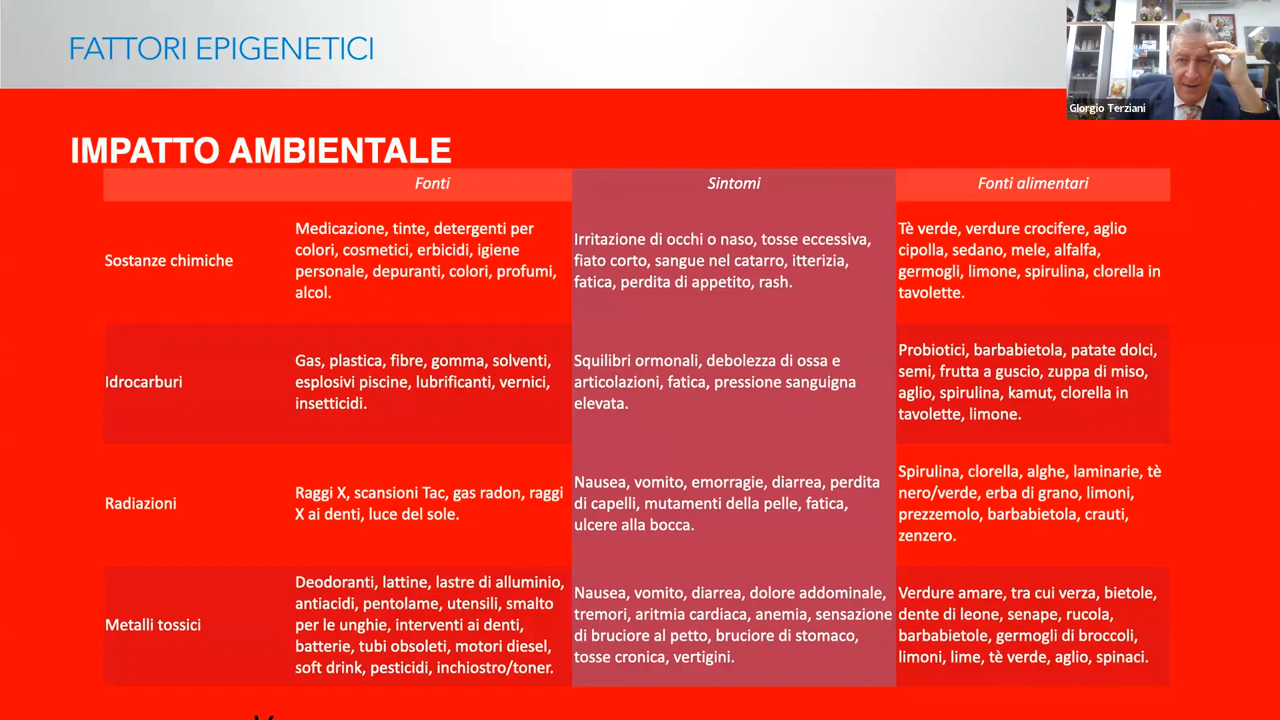 FATTORI EPIGENETICI
GIorgio Terziani
IMPATTO AMBIENTALE
Fonti
Sintomi
Fonti alimentari
Sostanze chimiche
Medicazione, tinte, detergenti per
colori, cosmetici, erbicidi, igiene
personale, depuranti, colori, profumi,
alcol.
Irritazione di occhi o naso, tosse eccessiva,
fiato corto, sangue nel catarro, itterizia,
fatica, perdita di appetito, rash.
Tè verde, verdure crocifere, aglio
cipolla, sedano, mele, alfalfa,
germogli, limone, spirulina, clorella in
tavolette.
Idrocarburi
Gas, plastica, fibre, gomma, solventi,
esplosivi piscine, lubrificanti, vernici,
insetticidi.
Squilibri ormonali, debolezza di ossa e
articolazioni, fatica, pressione sanguigna
elevata.
Probiotici, barbabietola, patate dolci,
semi, frutta a guscio, zuppa di miso,
aglio, spirulina, kamut, clorella in
tavolette, limone.
Radiazioni
Raggi X, scansioni Tac, gas radon, raggi
X ai denti, luce del sole.
Nausea, vomito, emorragie, diarrea, perdita
di capelli, mutamenti della pelle, fatica,
ulcere alla bocca.
Spirulina, clorella, alghe, laminarie, tè
nero/verde, erba di grano, limoni,
prezzemolo, barbabietola, crauti,
zenzero.
Metalli tossici
Deodoranti, lattine, lastre di alluminio,
antiacidi, pentolame, utensili, smalto
per le unghie, interventi ai denti,
batterie, tubi obsoleti, motori diesel,
soft drink, pesticidi, inchiostro/toner.
Nausea, vomito, diarrea, dolore addominale,
tremori, aritmia cardiaca, anemia, sensazione
di bruciore al petto, bruciore di stomaco,
tosse cronica, vertigini.
Verdure amare, tra cui verza, bietole,
dente di leone, senape, rucola,
barbabietole, germogli di broccoli,
limoni, lime, tè verde, aglio, spinaci.